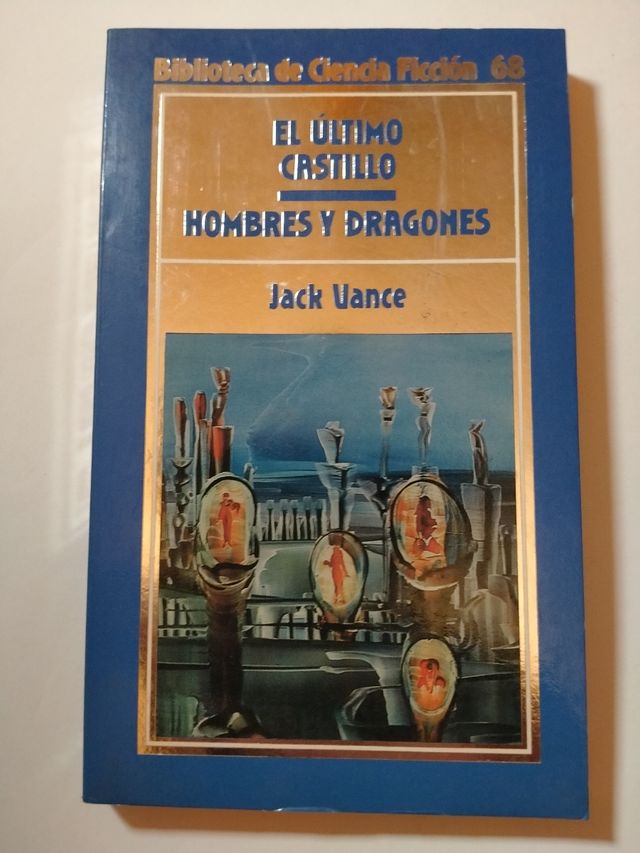 Biblioteca de Ciencia Ficción 68
EL ÚLTIMO
CASTILLO
HOMBRES Y DRAGONES
Jack Vance